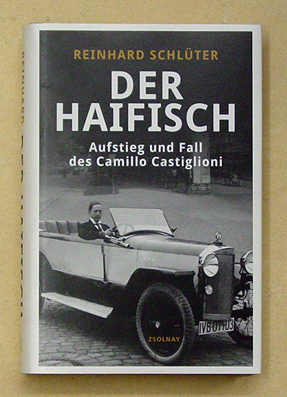 REINHARD SCHLÜTER
DER
HAIFISCH
Aufstieg und Fall
des Camillo Castiglioni
ZSOLNAY